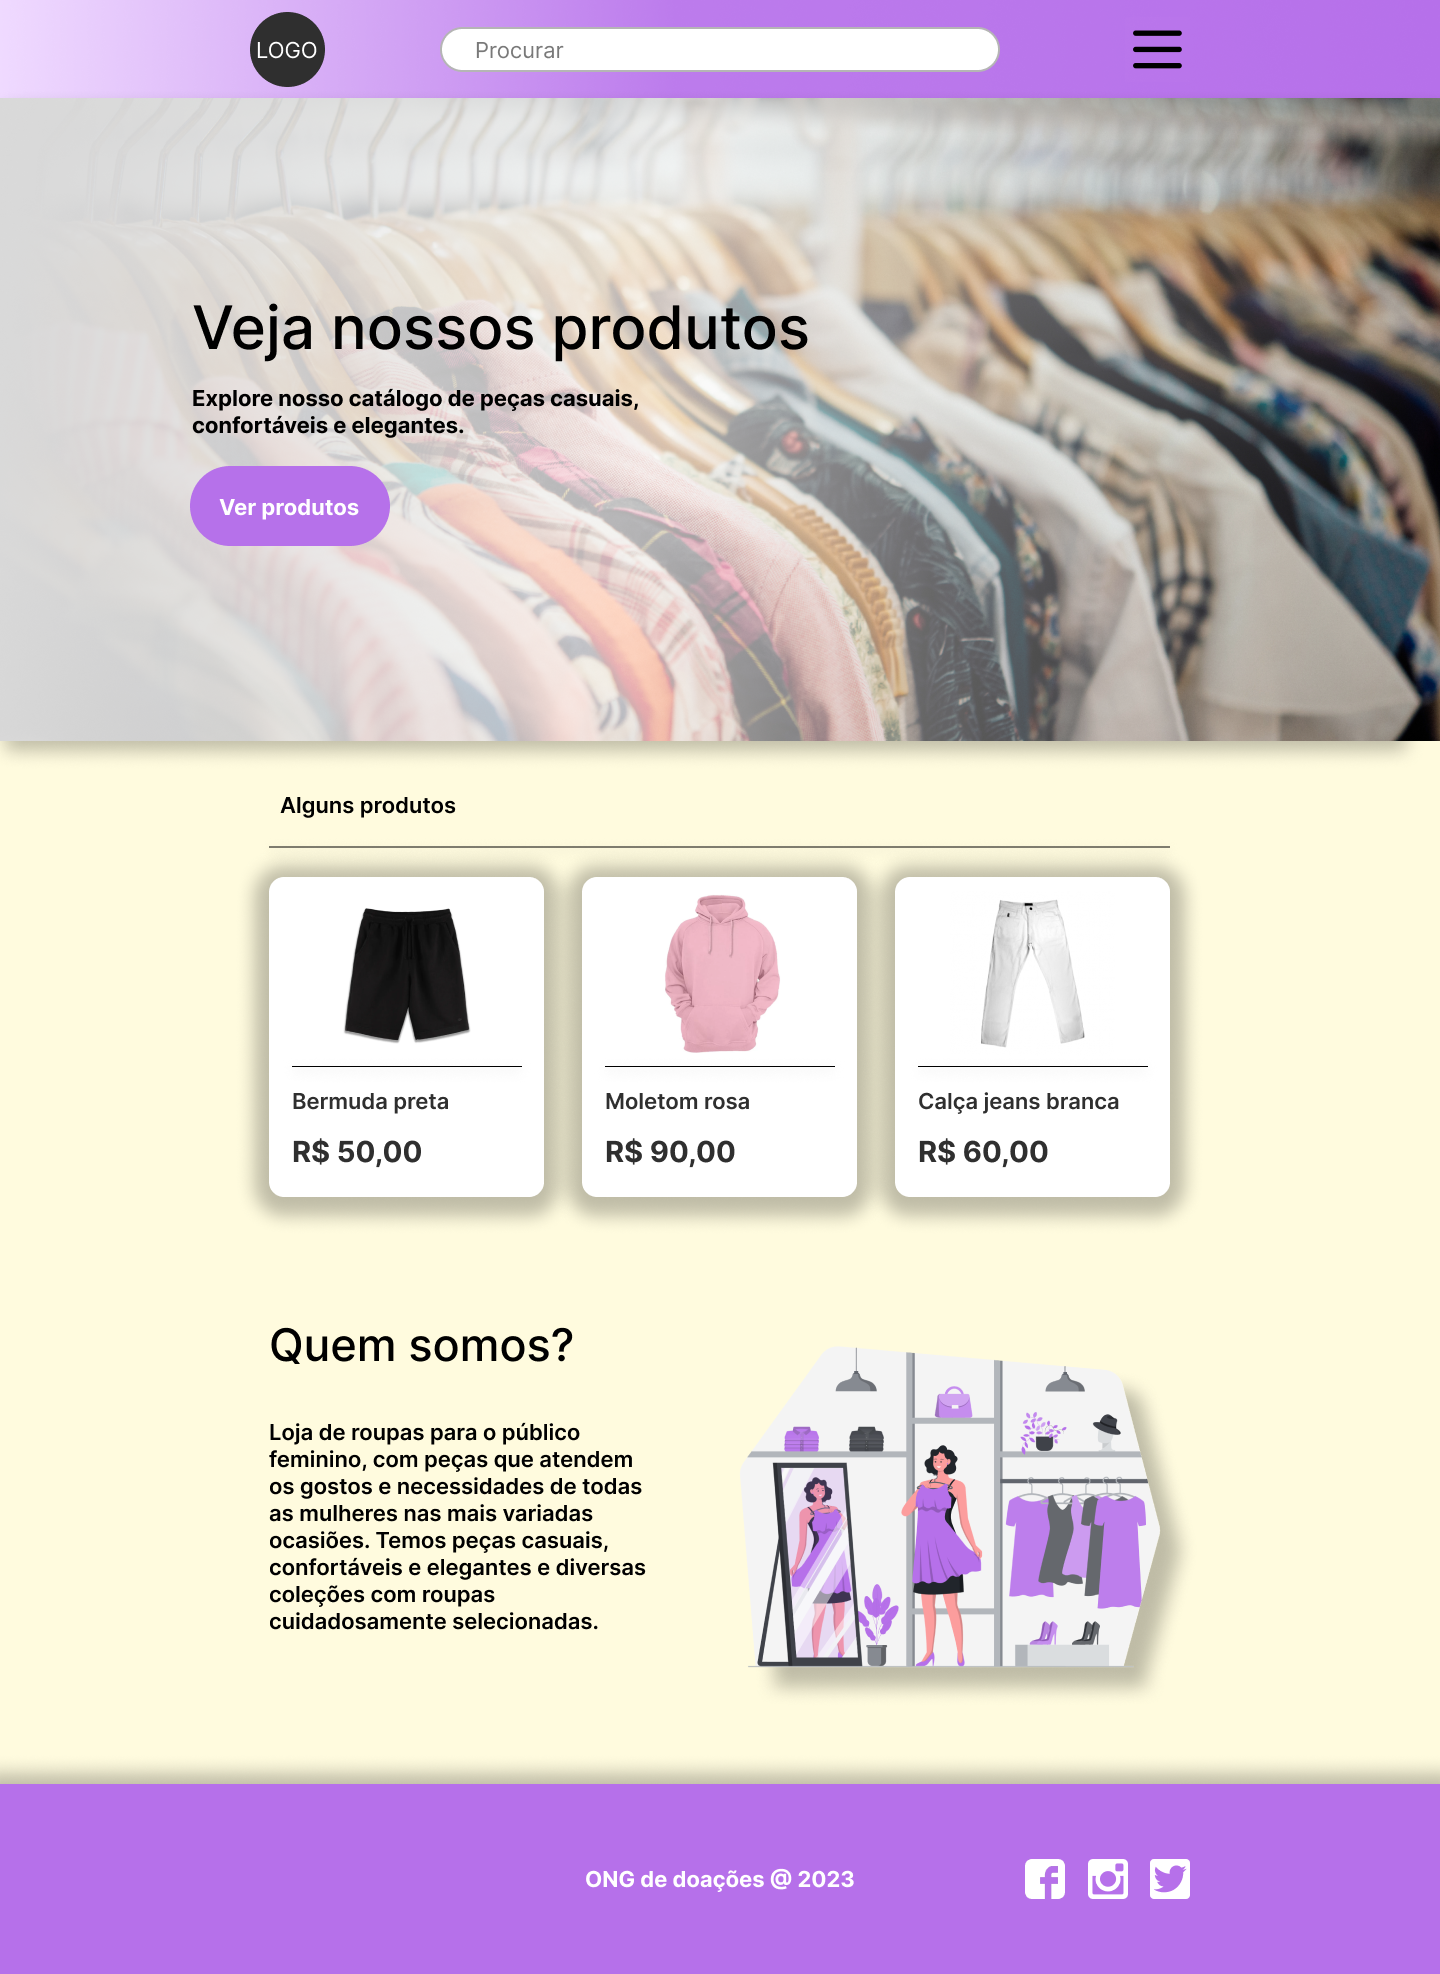 LOGO
Procurar
Veja nossos produtos
Explore nosso catálogo de peças casuais,
confortáveis e elegantes.
Ver produtos
Alguns produtos
Bermuda preta
R$ 50,00
Moletom rosa
R$ 90,00
Calça jeans branca
R$ 60,00
Quem somos?
Loja de roupas para o público
feminino, com peças que atendem
os gostos e necessidades de todas
as mulheres nas mais variadas
ocasiões. Temos peças casuais,
confortáveis e elegantes e diversas
coleções com roupas
cuidadosamente selecionadas.
ONG de doações @ 2023